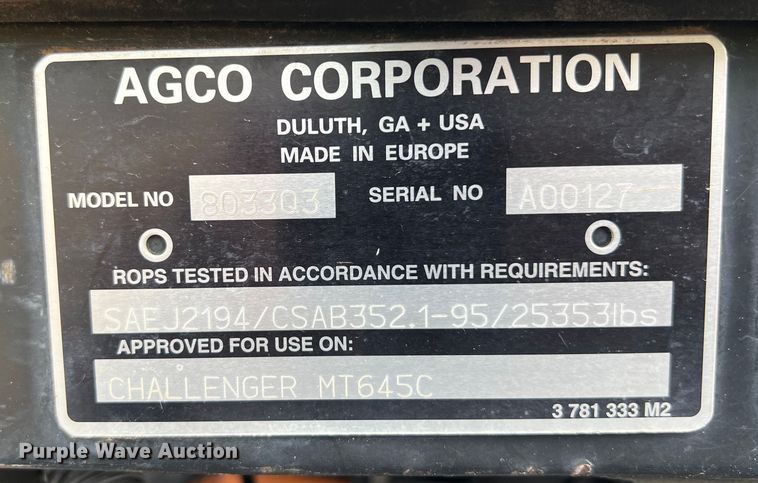 AGCO CORPORATION
DULUTH, GA + USA
MADE IN EUROPE
MODEL NO 8033Q3 SERIAL NO A00127
ROPS TESTED IN ACCORDANCE WITH REQUIREMENTS:
SAEJ2194/CSAB352.1-95/25353lbs
APPROVED FOR USE ON:
CHALLENGER MT645C
3 781 333 M2
Purple Wave Auction